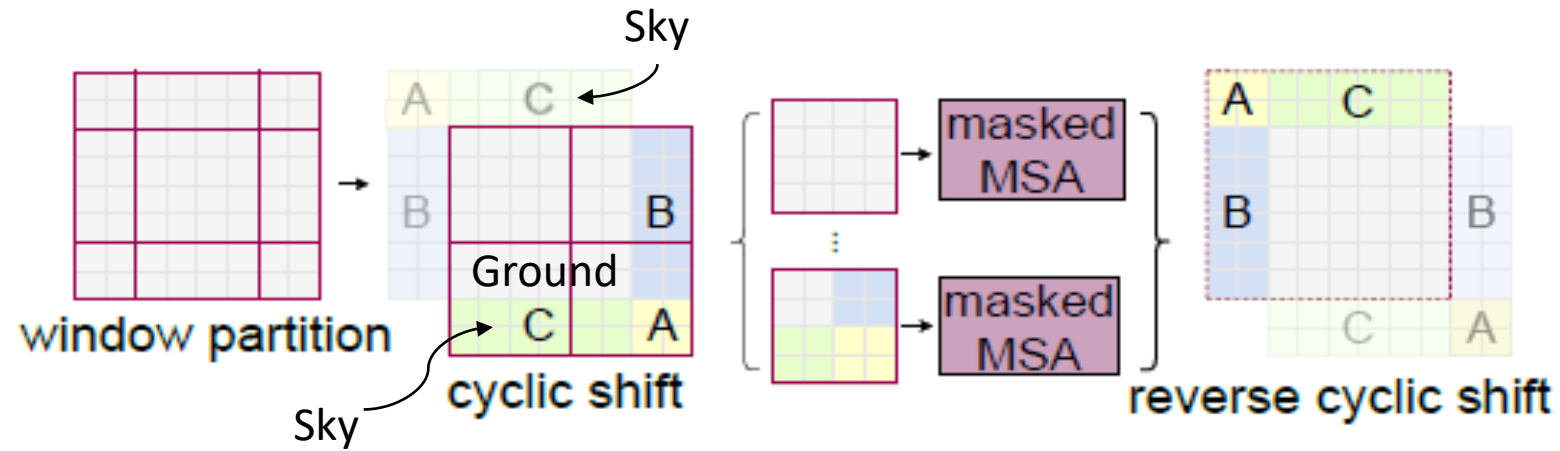 Sky
A
C
B
B
Ground
C
A
Sky
window partition
cyclic shift
masked
MSA
masked
MSA
A
C
B
B
C
A
reverse cyclic shift